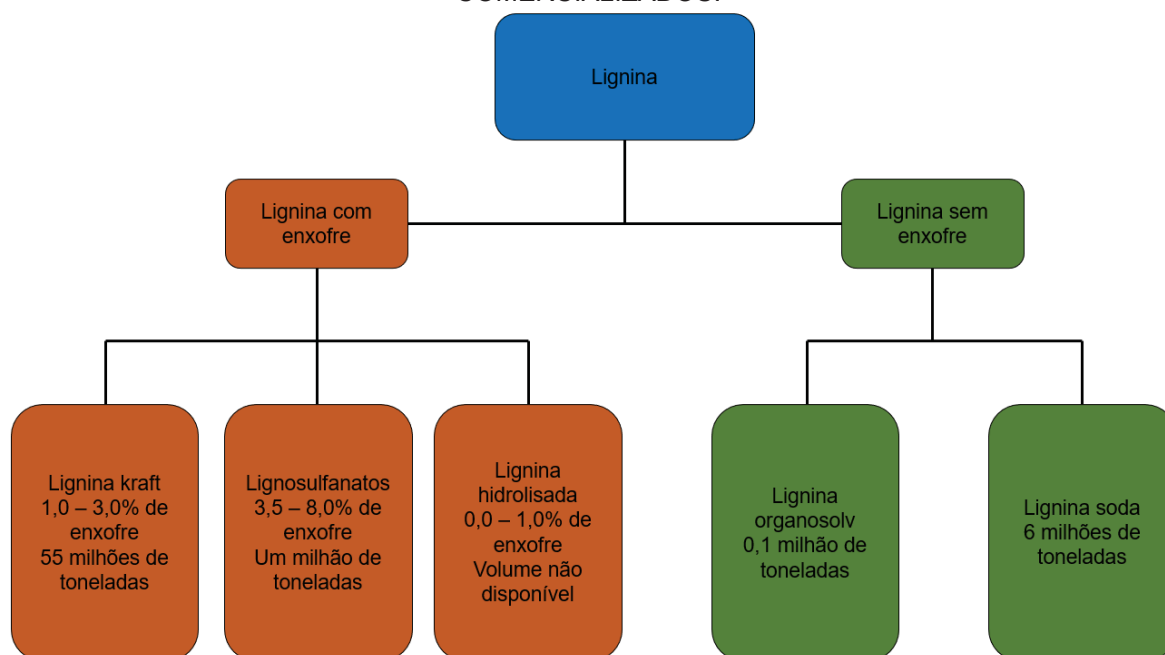 COMERCIALIZADOS.
Lignina
Lignina com
enxofre
Lignina sem
enxofre
Lignina kraft
1,0 – 3,0% de
enxofre
55 milhões de
toneladas
Lignosulfanatos
3,5 – 8,0% de
enxofre
Um milhão de
toneladas
Lignina
hidrolisada
0,0 – 1,0% de
enxofre
Volume não
disponível
Lignina
organosolv
0,1 milhão de
toneladas
Lignina soda
6 milhões de
toneladas